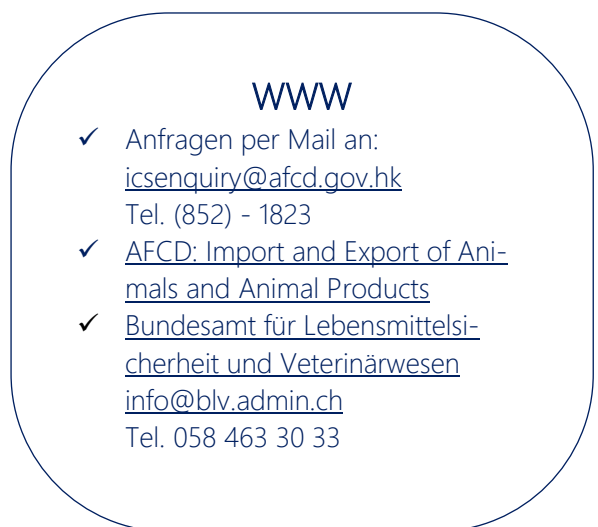 WWW
✓ Anfragen per Mail an:
icsenquiry@afcd.gov.hk
Tel. (852) - 1823
✓ AFCD: Import and Export of Ani-
mals and Animal Products
✓ Bundesamt für Lebensmittelsi-
cherheit und Veterinärwesen
info@blv.admin.ch
Tel. 058 463 30 33